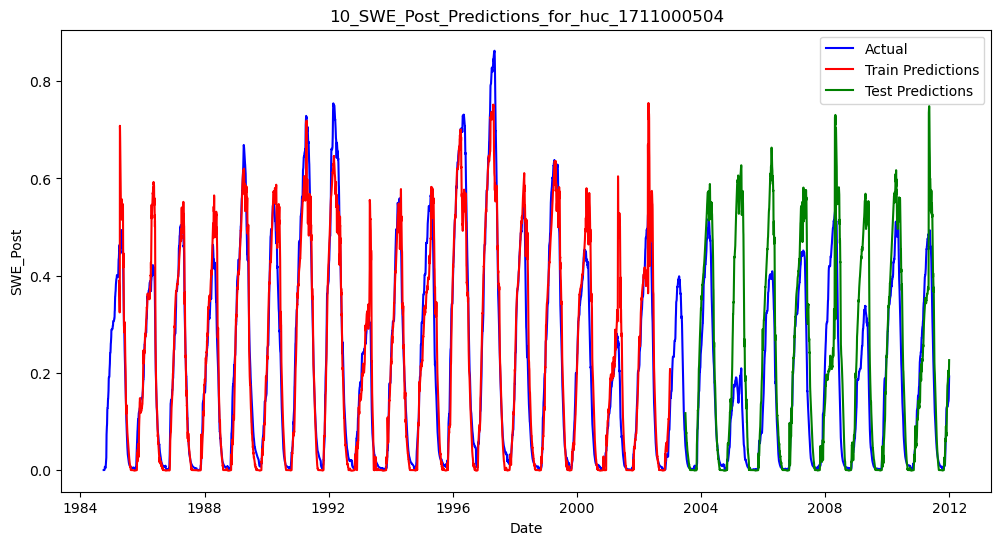 10_SWE_Post_Predictions_for_huc_1711000504
Actual
Train Predictions
Test Predictions
SWE_Post
0.8
0.6
0.4
0.2
0.0
1984 1988 1992 1996 2000 2004 2008 2012
Date